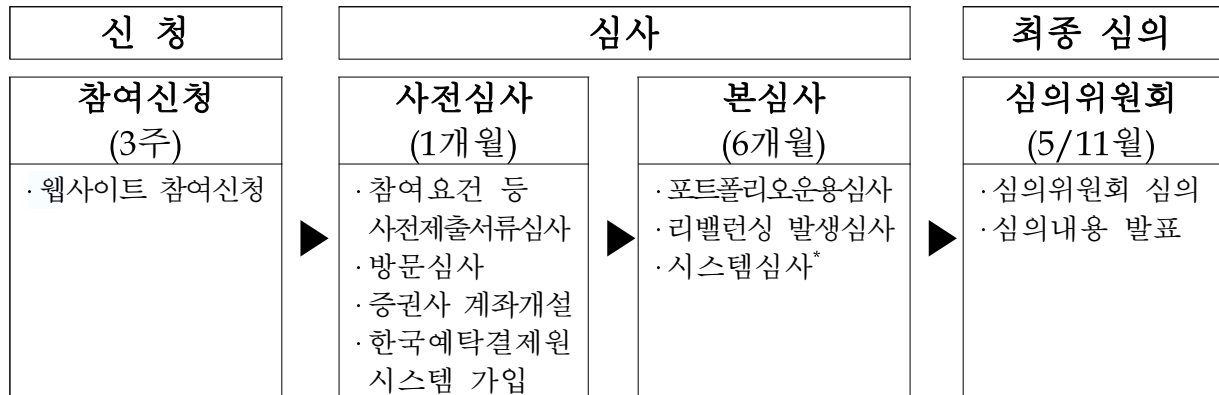 신 청
심사
최종 심의
참여신청
(3주)
· 웹사이트 참여신청
사전심사
(1개월)
· 참여요건 등
사전제출서류심사
· 방문심사
· 증권사 계좌개설
· 한국예탁결제원
시스템 가입
본심사
(6개월)
· 포트폴리오운용심사
· 리밸런싱 발생심사
· 시스템심사*
심의위원회
(5/11월)
· 심의위원회 심의
· 심의내용 발표